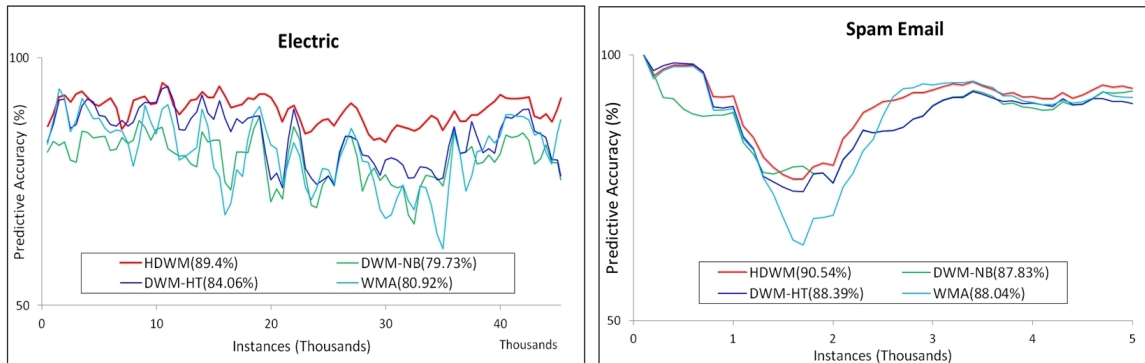 Electric
100
Predictive Accuracy (%)
HDWM(89.4%)
DWM-NB(79.73%)
DWM-HT(84.06%)
WMA(80.92%)
50
0
10
20
30
40
Thousands
Instances (Thousands)
Spam Email
100
Predictive Accuracy (%)
HDWM(90.54%)
DWM-NB(87.83%)
DWM-HT(88.39%)
WMA(88.04%)
50
0
1
2
3
4
5
Instances (Thousands)